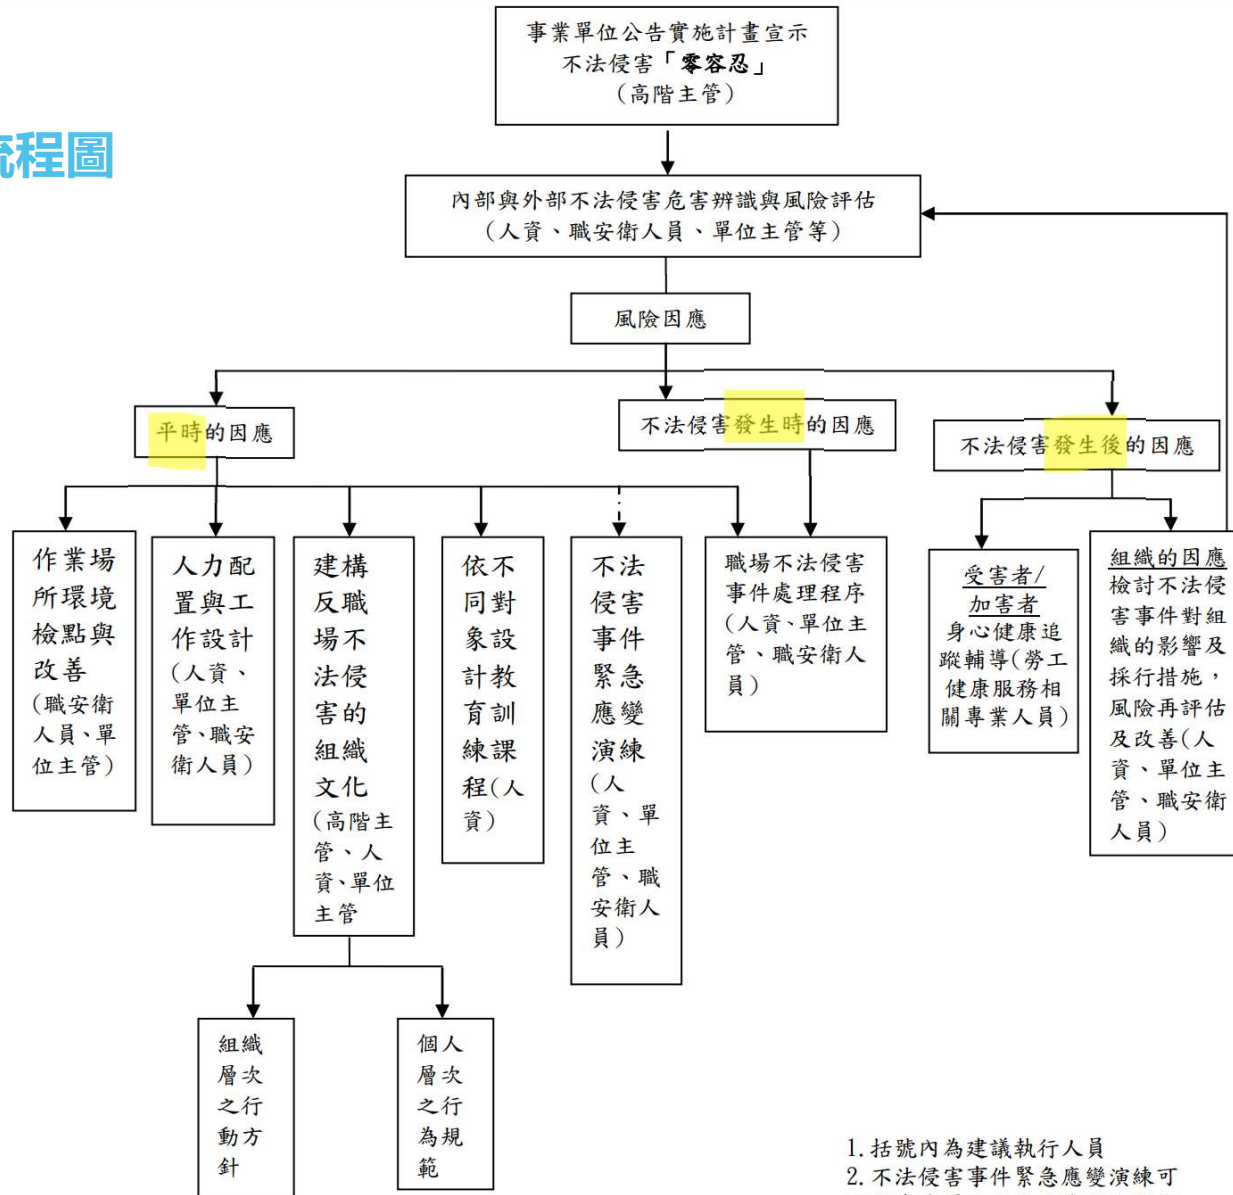 事業單位公告實施計畫宣示
不法侵害「零容忍」
(高階主管)
流程圖
內部與外部不法侵害危害辨識與風險評估
(人資、職安衛人員、單位主管等)
風險因應
平時的因應
不法侵害發生時的因應
不法侵害發生後的因應
作業場
所環境
檢點與
改善
(職安衛
人員、單
位主管)
人力配
置與工
作設計
(人資、
單位主
管、職安
衛人員)
建構
反職
場不
法侵
害的
組織
文化
(高階主
管、人
資、單位
主管
依不
同對
象設
計教
育訓
練課
程(人
資)
不法
侵害
事件
緊急
應變
演練
(人
資、單
位主
管、職
安衛人
員)
職場不法侵害
事件處理程序
(人資、單位主
管、職安衛人
員)
受害者/
加害者
身心健康追
蹤輔導(勞工
健康服務相
關專業人員)
組織的因應
檢討不法侵
害事件對組
織的影響及
採行措施，
風險再評估
及改善(人
資、單位主
管、職安衛
人員)
組織
層次
之行
動方
針
個人
層次
之行
為規
範
1.括號內為建議執行人員
2.不法侵害事件緊急應變演練可